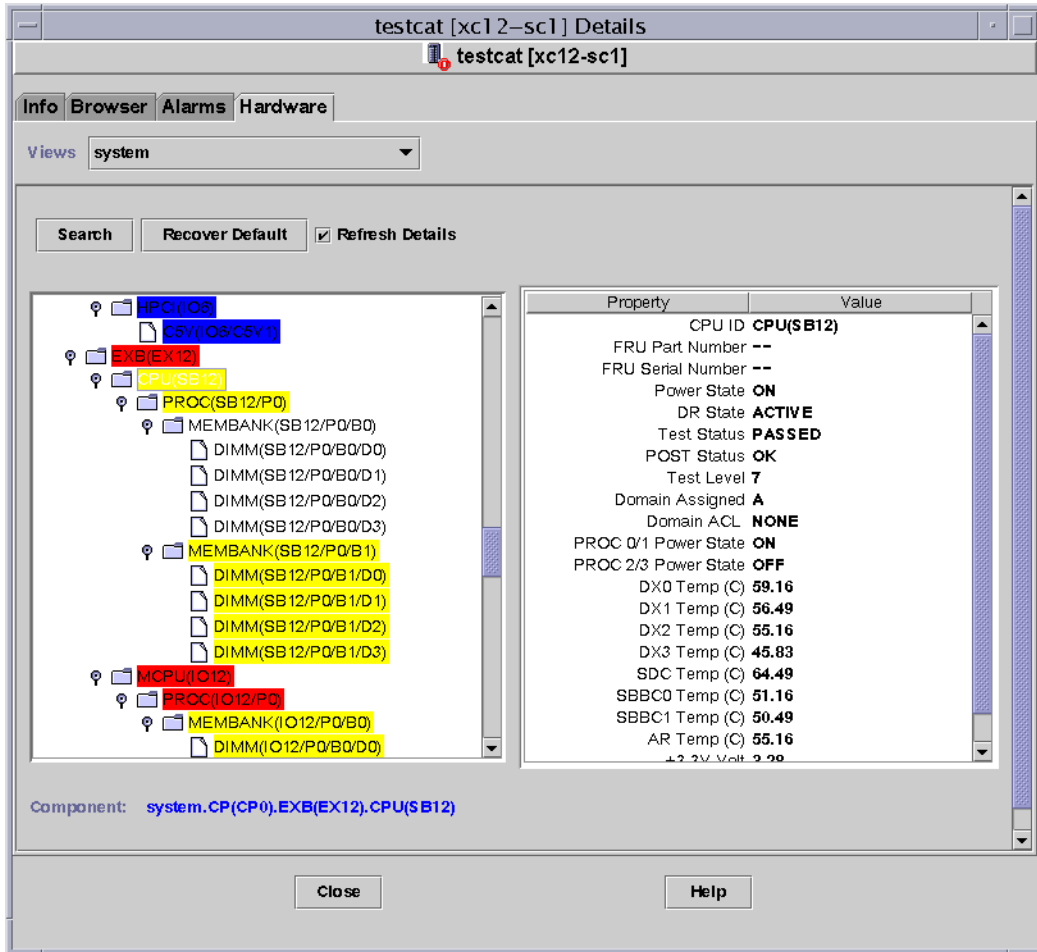 testcat [xc12–sc1] Details
testcat [xc12-sc1]
Info Browser Alarms Hardware
Views system
Search Recover Default Refresh Details
HPCI(IO6)
C5V(IO6/C5V1)
EXB(EX12)
CPU(SB12)
PROC(SB12/P0)
MEMBANK(SB12/P0/B0)
DIMM(SB12/P0/B0/D0)
DIMM(SB12/P0/B0/D1)
DIMM(SB12/P0/B0/D2)
DIMM(SB12/P0/B0/D3)
MEMBANK(SB12/P0/B1)
DIMM(SB12/P0/B1/D0)
DIMM(SB12/P0/B1/D1)
DIMM(SB12/P0/B1/D2)
DIMM(SB12/P0/B1/D3)
MCPU(IO12)
PROC(IO12/P0)
MEMBANK(IO12/P0/B0)
DIMM(IO12/P0/B0/D0)
Property Value
CPU ID CPU(SB12)
FRU Part Number --
FRU Serial Number --
Power State ON
DR State ACTIVE
Test Status PASSED
POST Status OK
Test Level 7
Domain Assigned A
Domain ACL NONE
PROC 0/1 Power State ON
PROC 2/3 Power State OFF
DX0 Temp (C) 59.16
DX1 Temp (C) 56.49
DX2 Temp (C) 55.16
DX3 Temp (C) 45.83
SDC Temp (C) 64.49
SBBC0 Temp (C) 51.16
SBBC1 Temp (C) 50.49
AR Temp (C) 55.16
+3.3V Volt 3.28
Component: system.CP(CP0).EXB(EX12).CPU(SB12)
Close Help